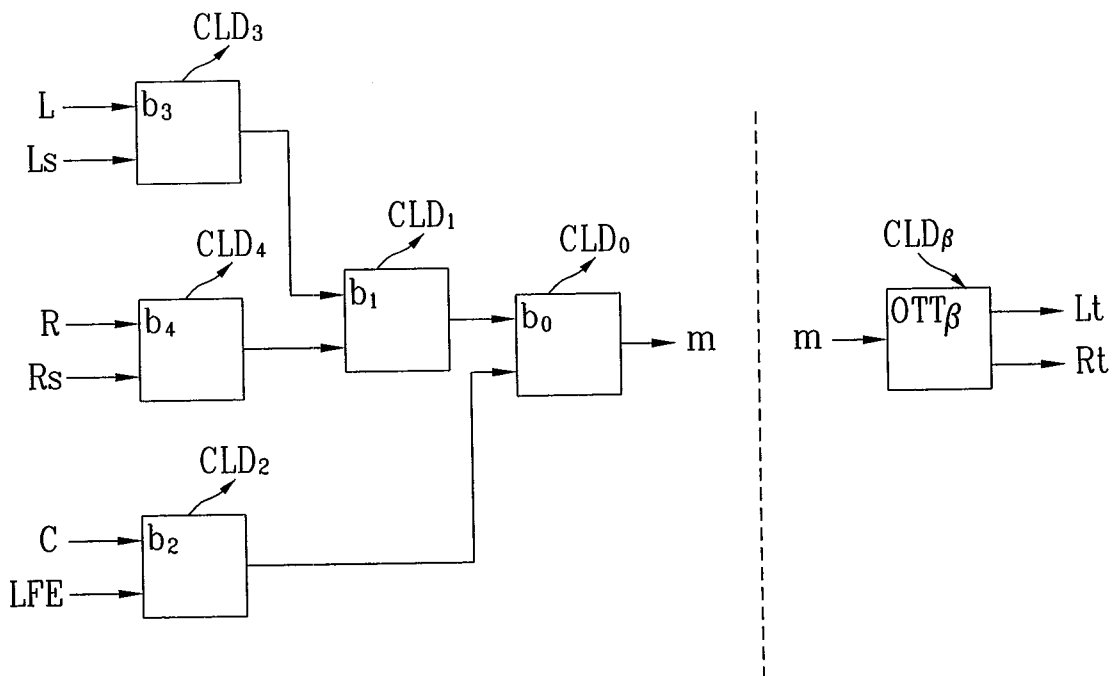 CLD₃
L
b₃
Ls
CLD₄
R
b₄
Rs
CLD₁
b₁
CLD₀
b₀
m
CLD₂
C
b₂
LFE
CLDᵦ
m
OTTᵦ
Lt
Rt